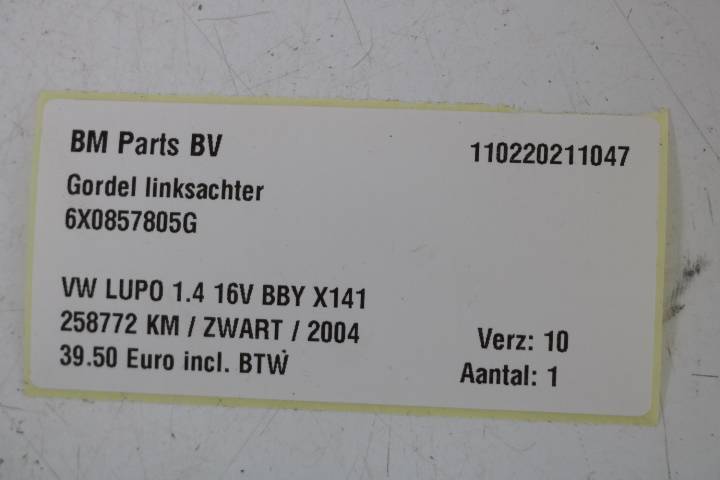 BM Parts BV
110220211047
Gordel linksachter
6X0857805G
VW LUPO 1.4 16V BBY X141
258772 KM / ZWART / 2004
Verz: 10
39.50 Euro incl. BTW
Aantal: 1